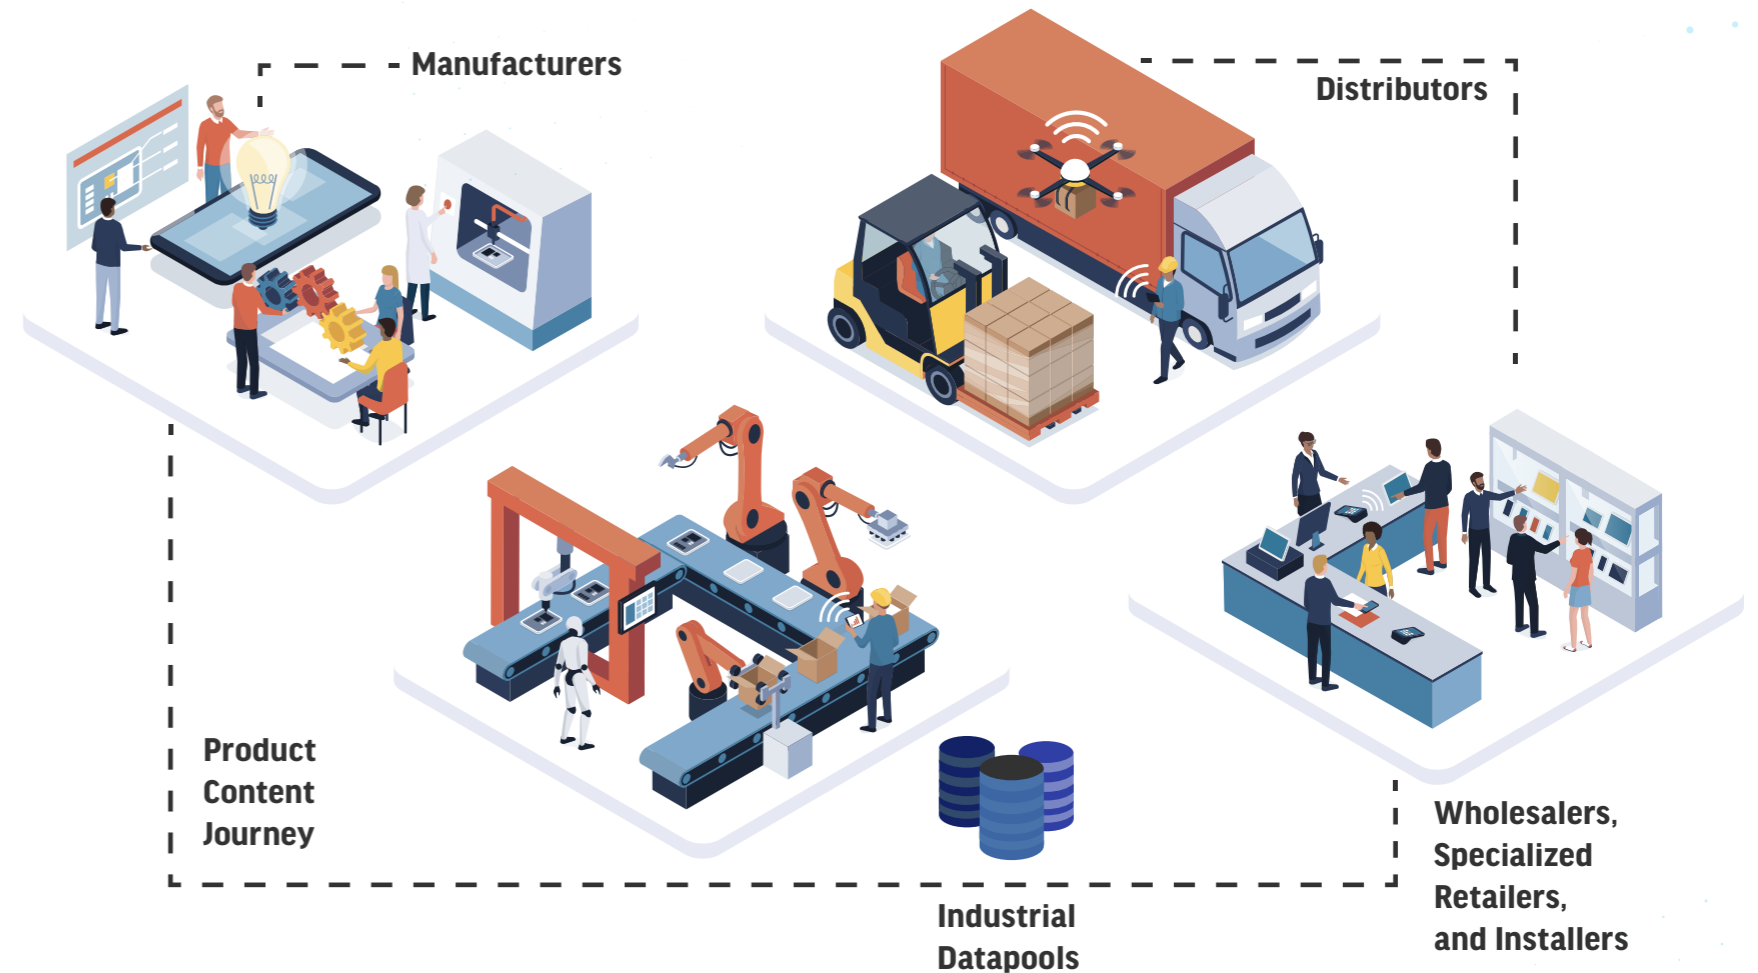 Manufacturers
Distributors
Product
Content
Journey
Wholesalers,
Specialized
Retailers,
and Installers
Industrial
Datapools